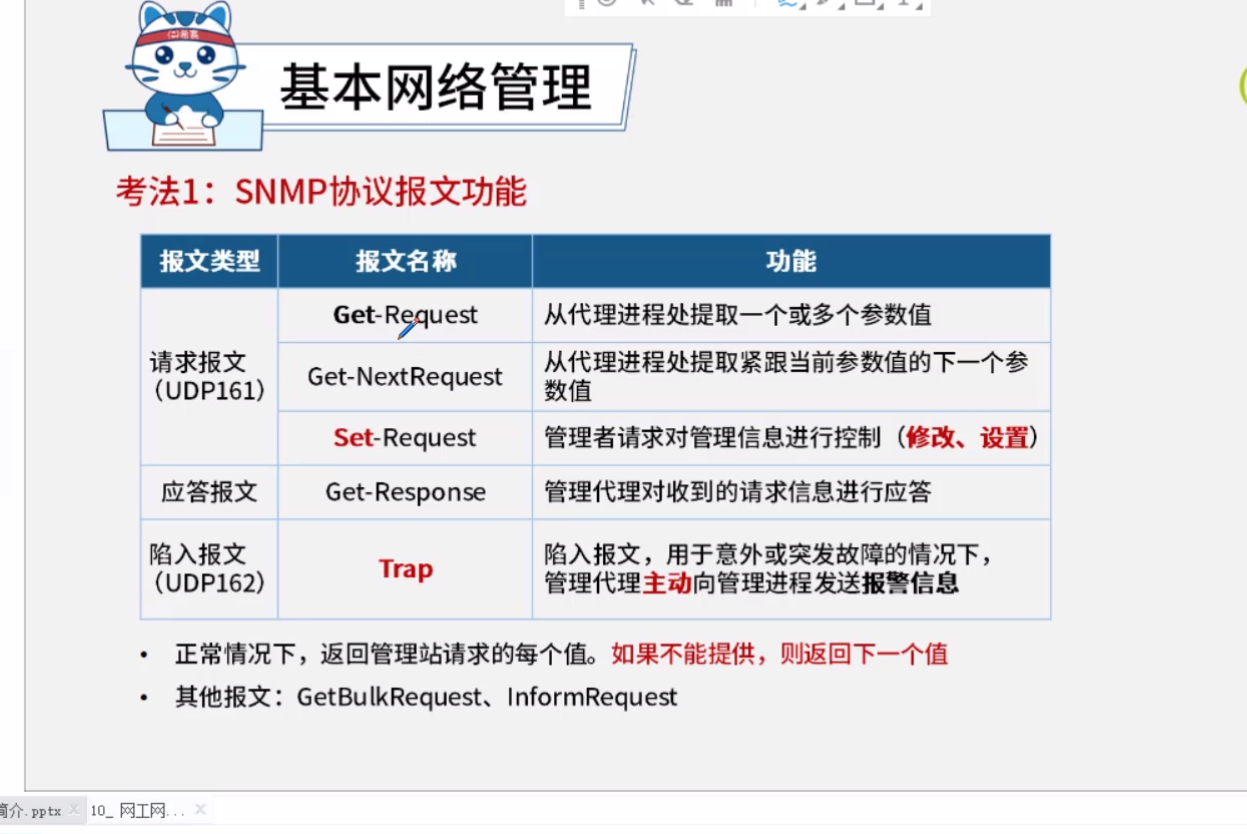 基本网络管理
考法1：SNMP协议报文功能
报文类型 报文名称 功能
请求报文
（UDP161）
Get-Request
从代理进程处提取一个或多个参数值
Get-NextRequest
从代理进程处提取紧跟当前参数值的下一个参
数值
Set-Request
管理者请求对管理信息进行控制（修改、设置）
应答报文
Get-Response
管理代理对收到的请求信息进行应答
陷入报文
（UDP162）
Trap
陷入报文，用于意外或突发故障的情况下，
管理代理主动向管理进程发送报警信息
• 正常情况下，返回管理站请求的每个值。如果不能提供，则返回下一个值
• 其他报文：GetBulkRequest、InformRequest
简介.pptx
10_ 网工网...